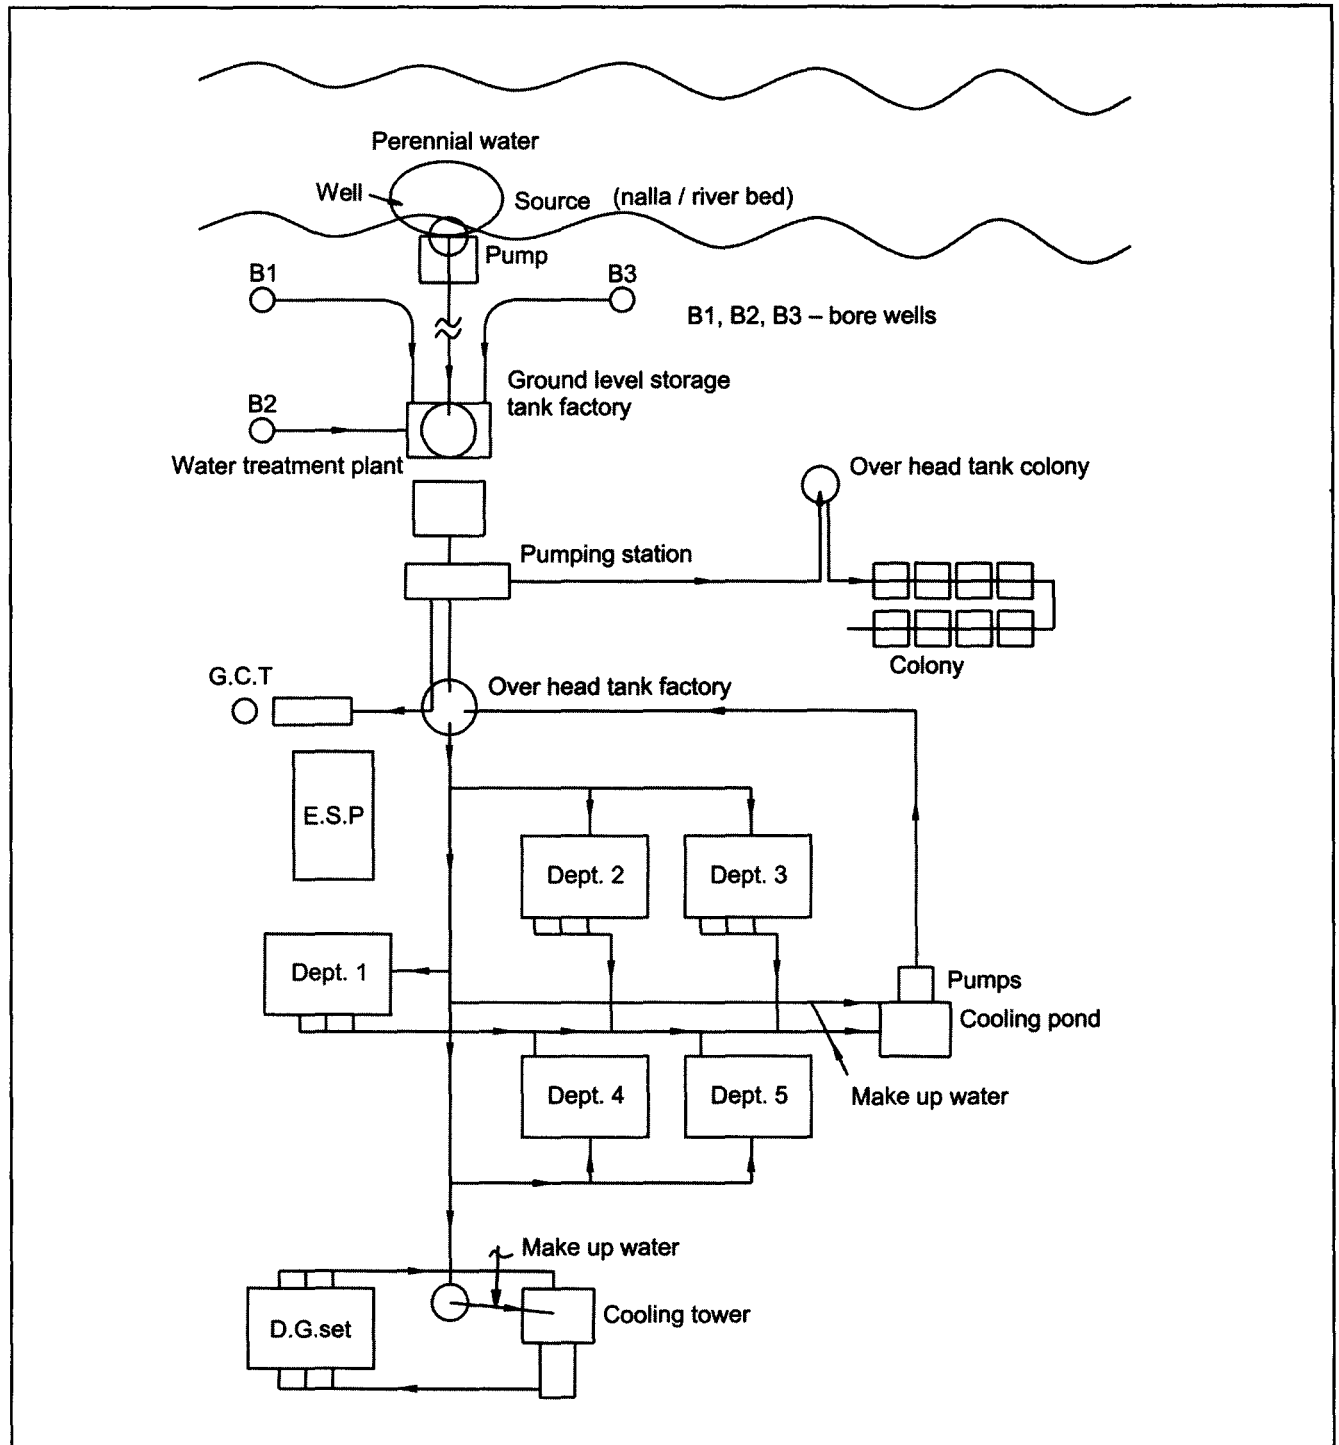 Perennial water
Well
Source (nalla / river bed)
Pump
B1
B3
B1, B2, B3 – bore wells
Ground level storage
tank factory
B2
Water treatment plant
Over head tank colony
Pumping station
Colony
G.C.T
Over head tank factory
E.S.P
Dept. 2
Dept. 3
Dept. 1
Pumps
Cooling pond
Dept. 4
Dept. 5
Make up water
Make up water
D.G.set
Cooling tower